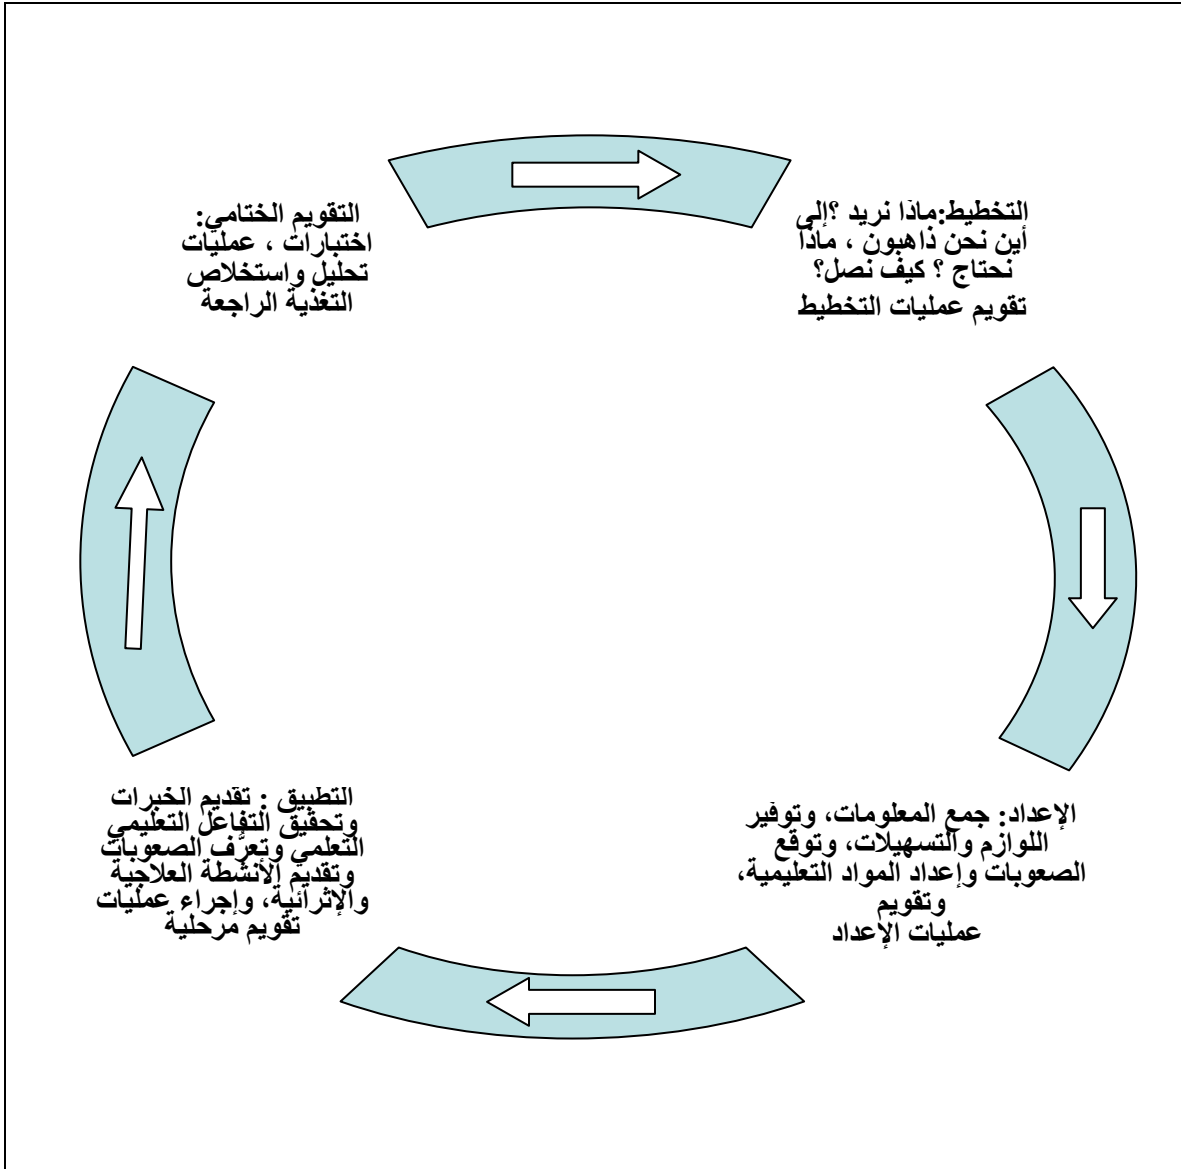 التخطيط:ماذا نريد ؟إلى
أين نحن ذاهبون ، ماذا
نحتاج ؟ كيف نصل؟
تقويم عمليات التخطيط
الإعداد: جمع المعلومات، وتوفير
اللوازم والتسهيلات، وتوقع
الصعوبات وإعداد المواد التعليمية،
وتقويم
عمليات الإعداد
التطبيق : تقديم الخبرات
وتحقيق التفاعل التعليمي
التعلمي وتعرُّف الصعوبات
وتقديم الأنشطة العلاجية
والإثرائية، وإجراء عمليات
تقويم مرحلية
التقويم الختامي:
اختبارات ، عمليات
تحليل واستخلاص
التغذية الراجعة